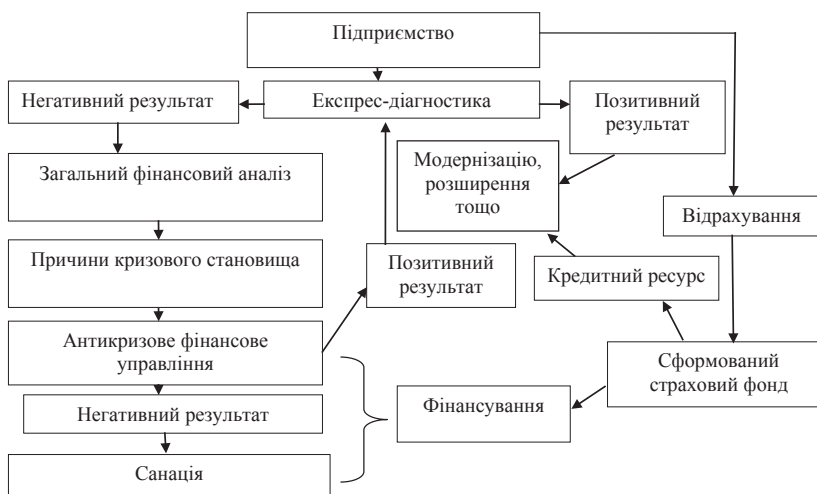 Підприємство
Негативний результат
Експрес-діагностика
Позитивний
результат
Загальний фінансовий аналіз
Модернізацію,
розширення
тощо
Відрахування
Причини кризового становища
Позитивний
результат
Кредитний ресурс
Антикризове фінансове
управління
Сформований
страховий фонд
Негативний результат
Фінансування
Санація